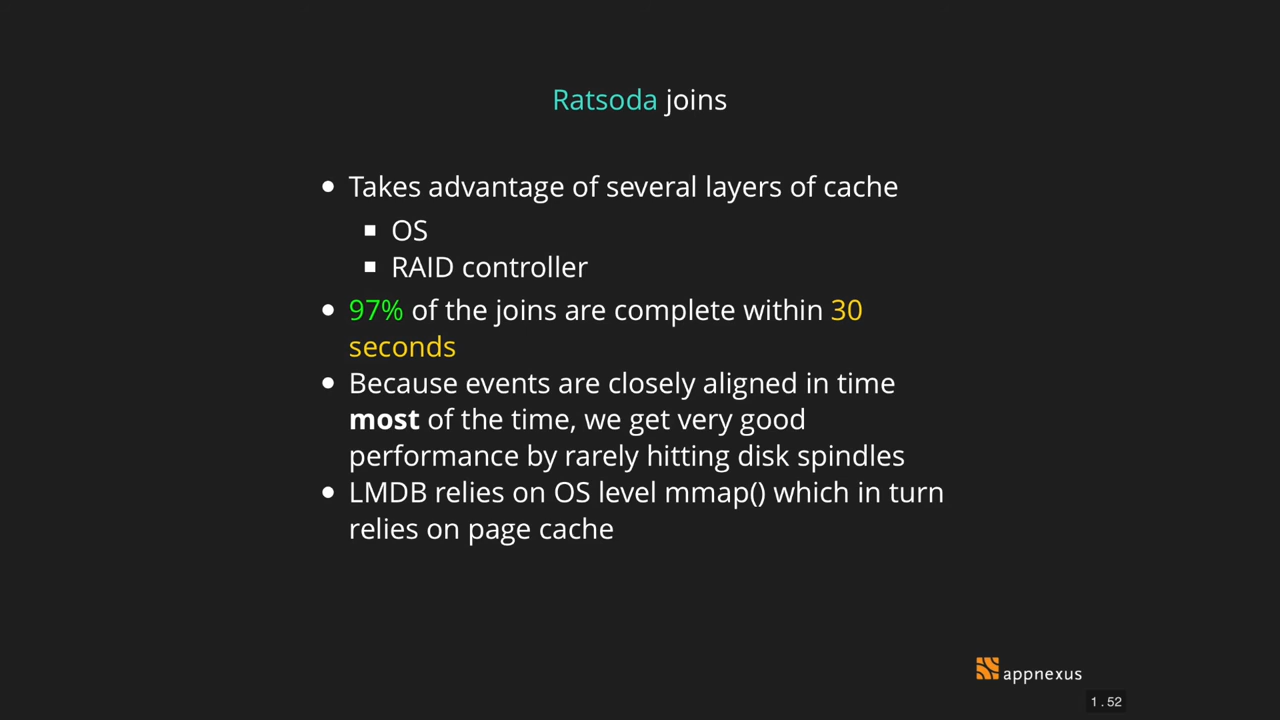 Ratsoda joins
Takes advantage of several layers of cache
OS
RAID controller
97% of the joins are complete within 30
seconds
Because events are closely aligned in time
most of the time, we get very good
performance by rarely hitting disk spindles
LMDB relies on OS level mmap() which in turn
relies on page cache
appnexus
1.52